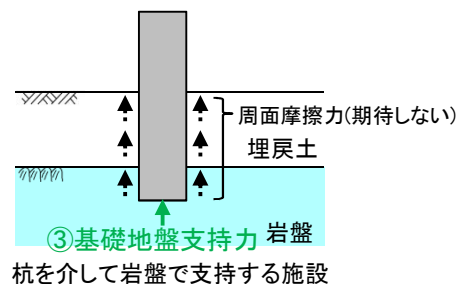 周面摩擦力(期待しない)
埋戻土
③基礎地盤支持力
岩盤
杭を介して岩盤で支持する施設